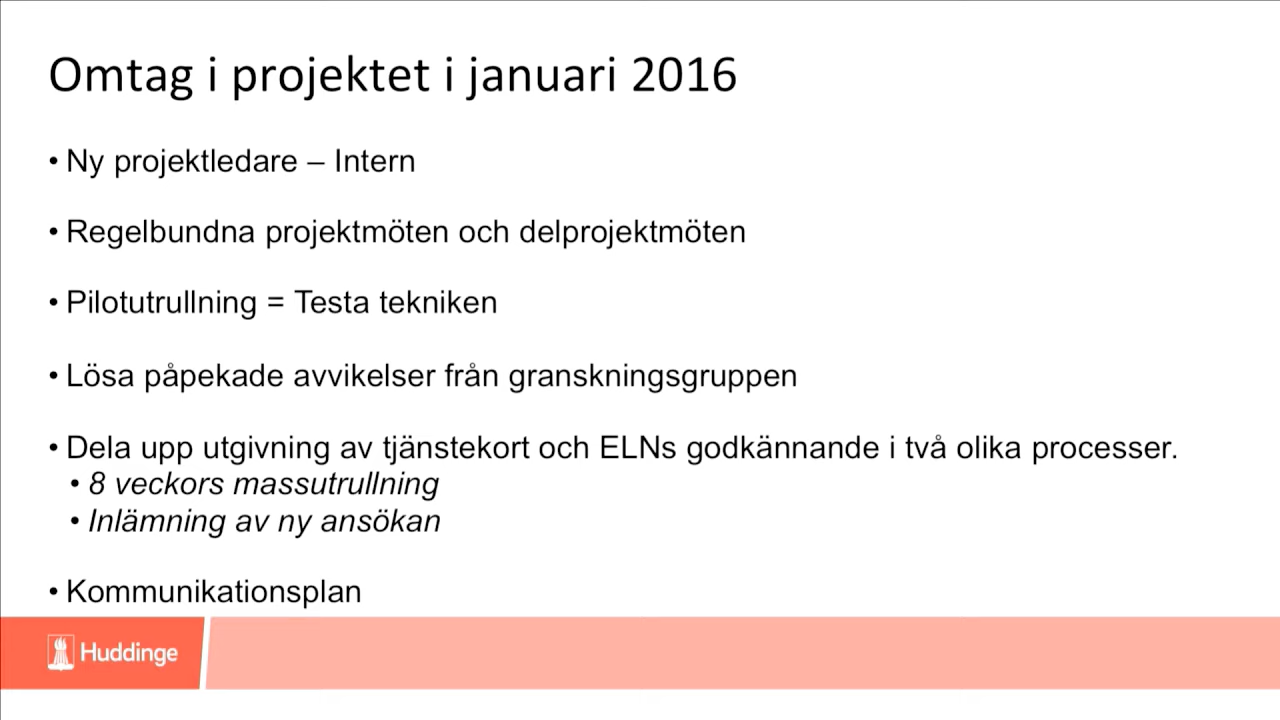 Omtag i projektet i januari 2016
• Ny projektledare – Intern
• Regelbundna projektmöten och delprojektmöten
• Pilotutrullning = Testa tekniken
• Lösa påpekade avvikelser från granskningsgruppen
• Dela upp utgivning av tjänstekort och ELNs godkännande i två olika processer.
• 8 veckors massutrullning
• Inlämning av ny ansökan
• Kommunikationsplan
Huddinge